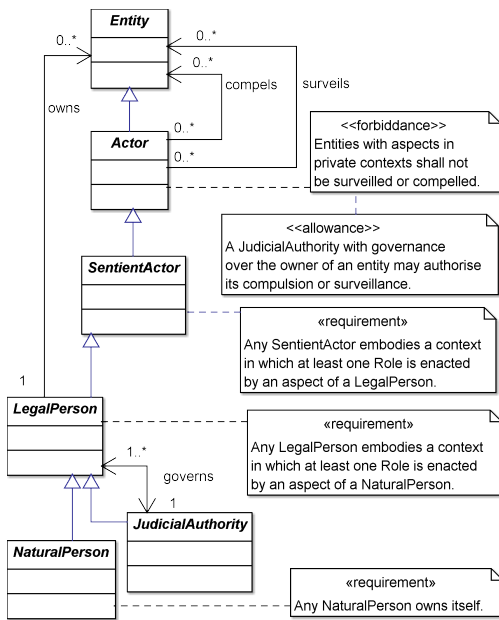 Entity
0..*
0..*
0..*
compels
surveils
owns
Actor
0..*
0..*
<<forbiddance>>
Entities with aspects in
private contexts shall not
be surveilled or compelled.
<<allowance>>
A JudicialAuthority with governance
over the owner of an entity may authorise
its compulsion or surveillance.
SentientActor
«requirement»
Any SentientActor embodies a context
in which at least one Role is enacted
by an aspect of a LegalPerson.
1
LegalPerson
«requirement»
Any LegalPerson embodies a context
in which at least one Role is enacted
by an aspect of a NaturalPerson.
1..*
governs
1
JudicialAuthority
NaturalPerson
«requirement»
Any NaturalPerson owns itself.